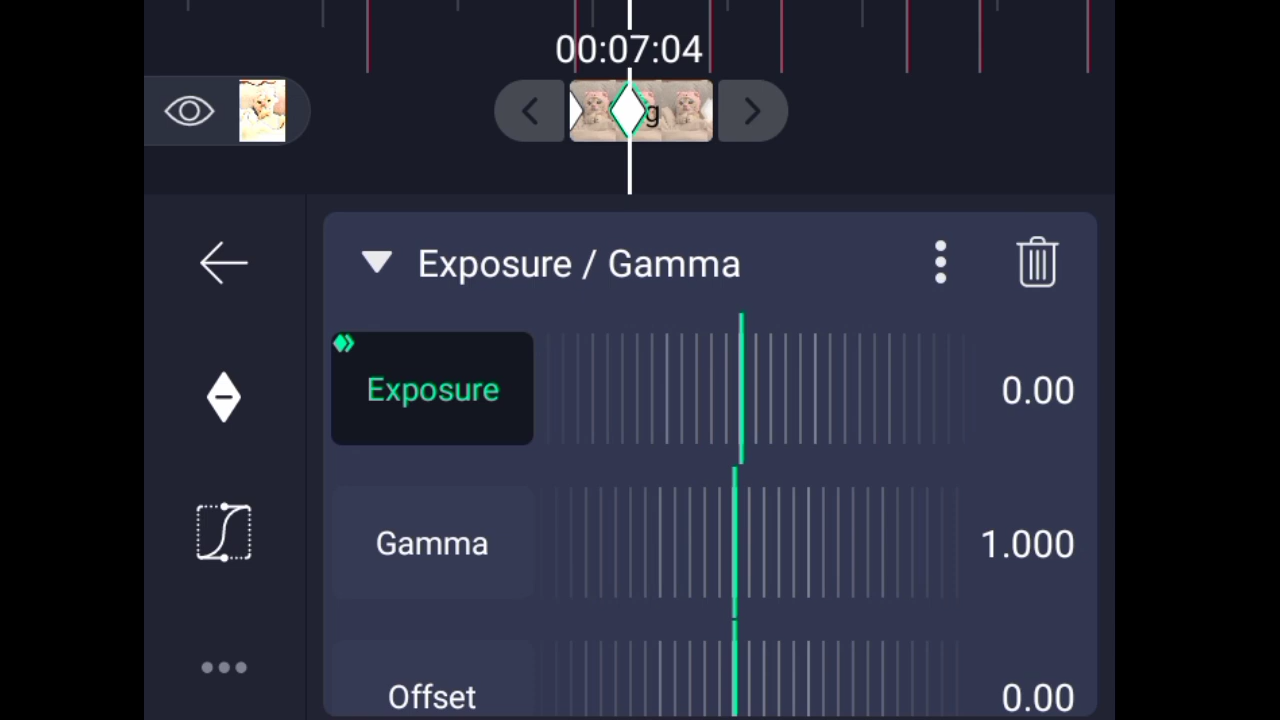 00:07:04
g
Exposure / Gamma
Exposure
0.00
Gamma
1.000
Offset
0.00